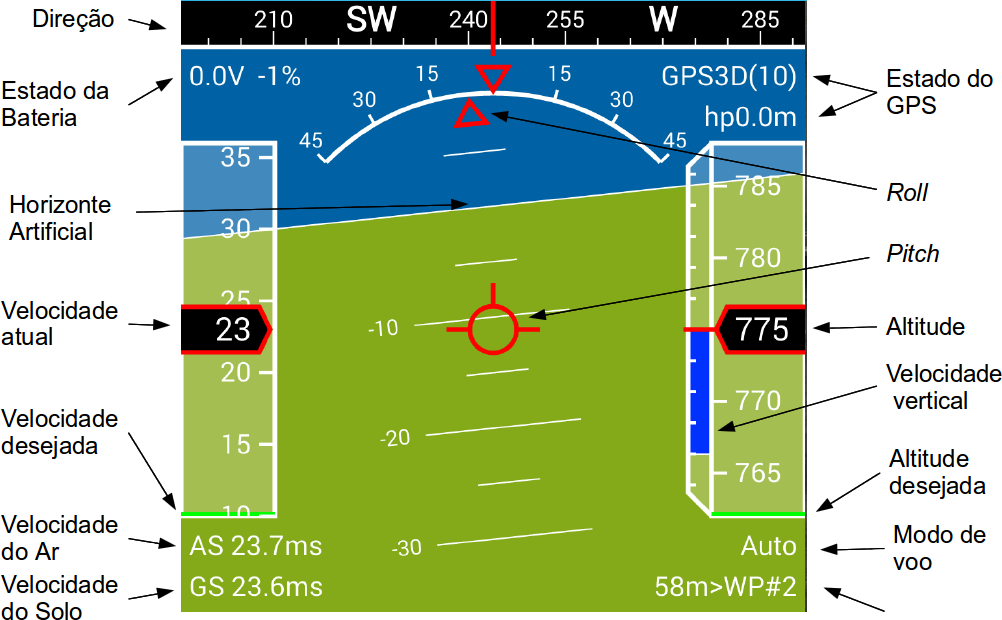 Direção
210 SW 240 255 W 285
Estado da
Bateria
0.0V -1%
GPS3D(10)
hp0.0m
Estado do
GPS
45 30 15 15 30 45
Roll
Horizonte
Artificial
Pitch
35
30
25
23
20
15
10
785
780
775
770
765
-10
-20
-30
Velocidade
atual
Altitude
Velocidade
vertical
Velocidade
desejada
Altitude
desejada
Velocidade
do Ar
AS 23.7ms
Auto
Modo de
voo
Velocidade
do Solo
GS 23.6ms
58m>WP#2